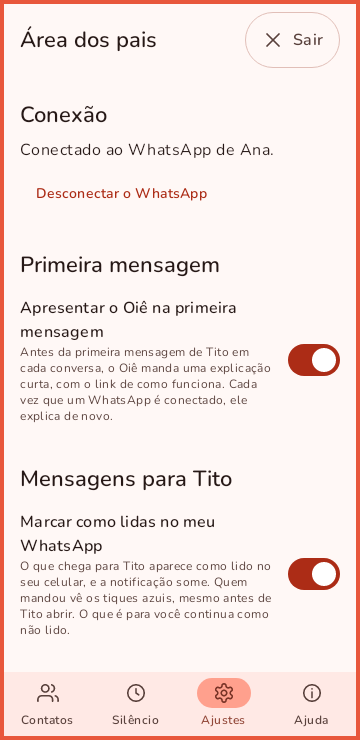 Área dos pais
Sair
Conexão
Conectado ao WhatsApp de Ana.
Desconectar o WhatsApp
Primeira mensagem
Apresentar o Oiê na primeira
mensagem
Antes da primeira mensagem de Tito em
cada conversa, o Oiê manda uma explicação
curta, com o link de como funciona. Cada
vez que um WhatsApp é conectado, ele
explica de novo.
Mensagens para Tito
Marcar como lidas no meu
WhatsApp
O que chega para Tito aparece como lido no
seu celular, e a notificação some. Quem
mandou vê os tiques azuis, mesmo antes de
Tito abrir. O que é para você continua como
não lido.
Contatos
Silêncio
Ajustes
Ajuda